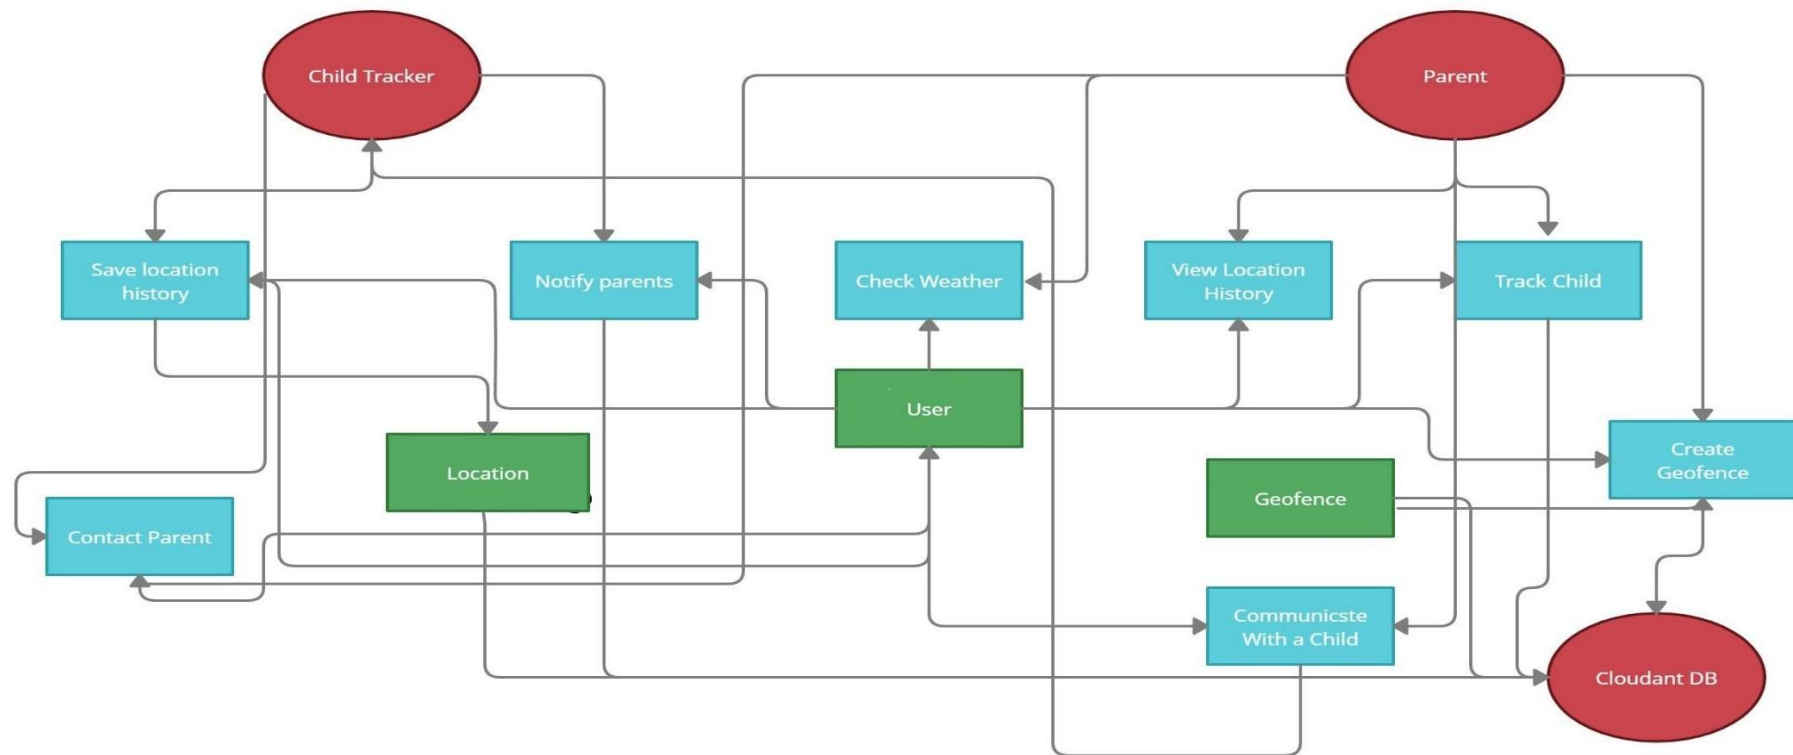 Child Tracker
Parent
Save location
history
Notify parents
Check Weather
View Location
History
Track Child
User
Create
Geofence
Location
Geofence
Contact Parent
Communicste
With a Child
Cloudant DB